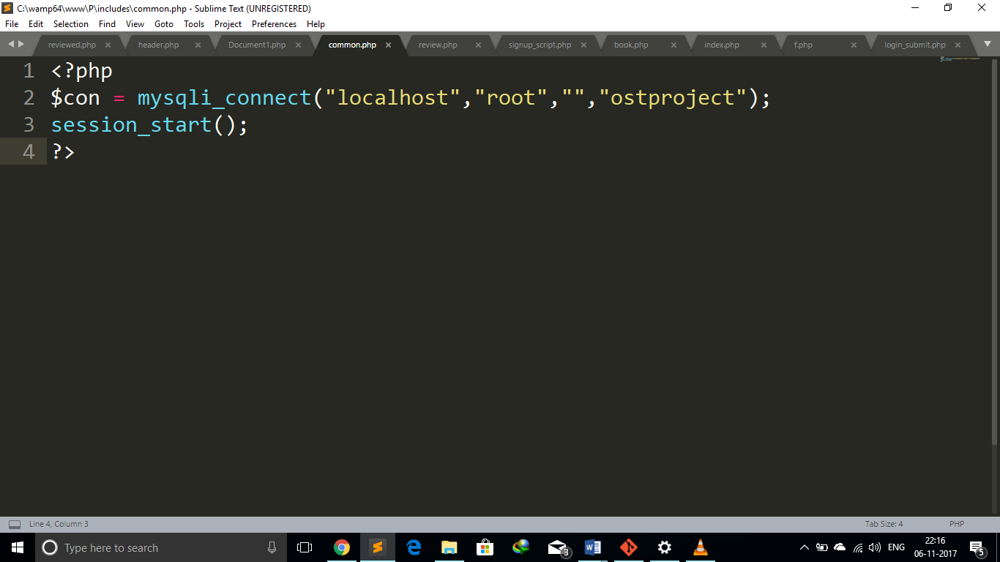 C:\wamp64\www\P\includes\common.php - Sublime Text (UNREGISTERED)
File Edit Selection Find View Goto Tools Project Preferences Help
reviewed.php header.php Document1.php common.php review.php signup_script.php book.php index.php f.php login_submit.php
1 <?php
2 $con = mysqli_connect("localhost","root","","ostproject");
3 session_start();
4 ?>
Line 4, Column 3 Tab Size: 4 PHP
Type here to search 3 ENG 22:16
06-11-2017 5